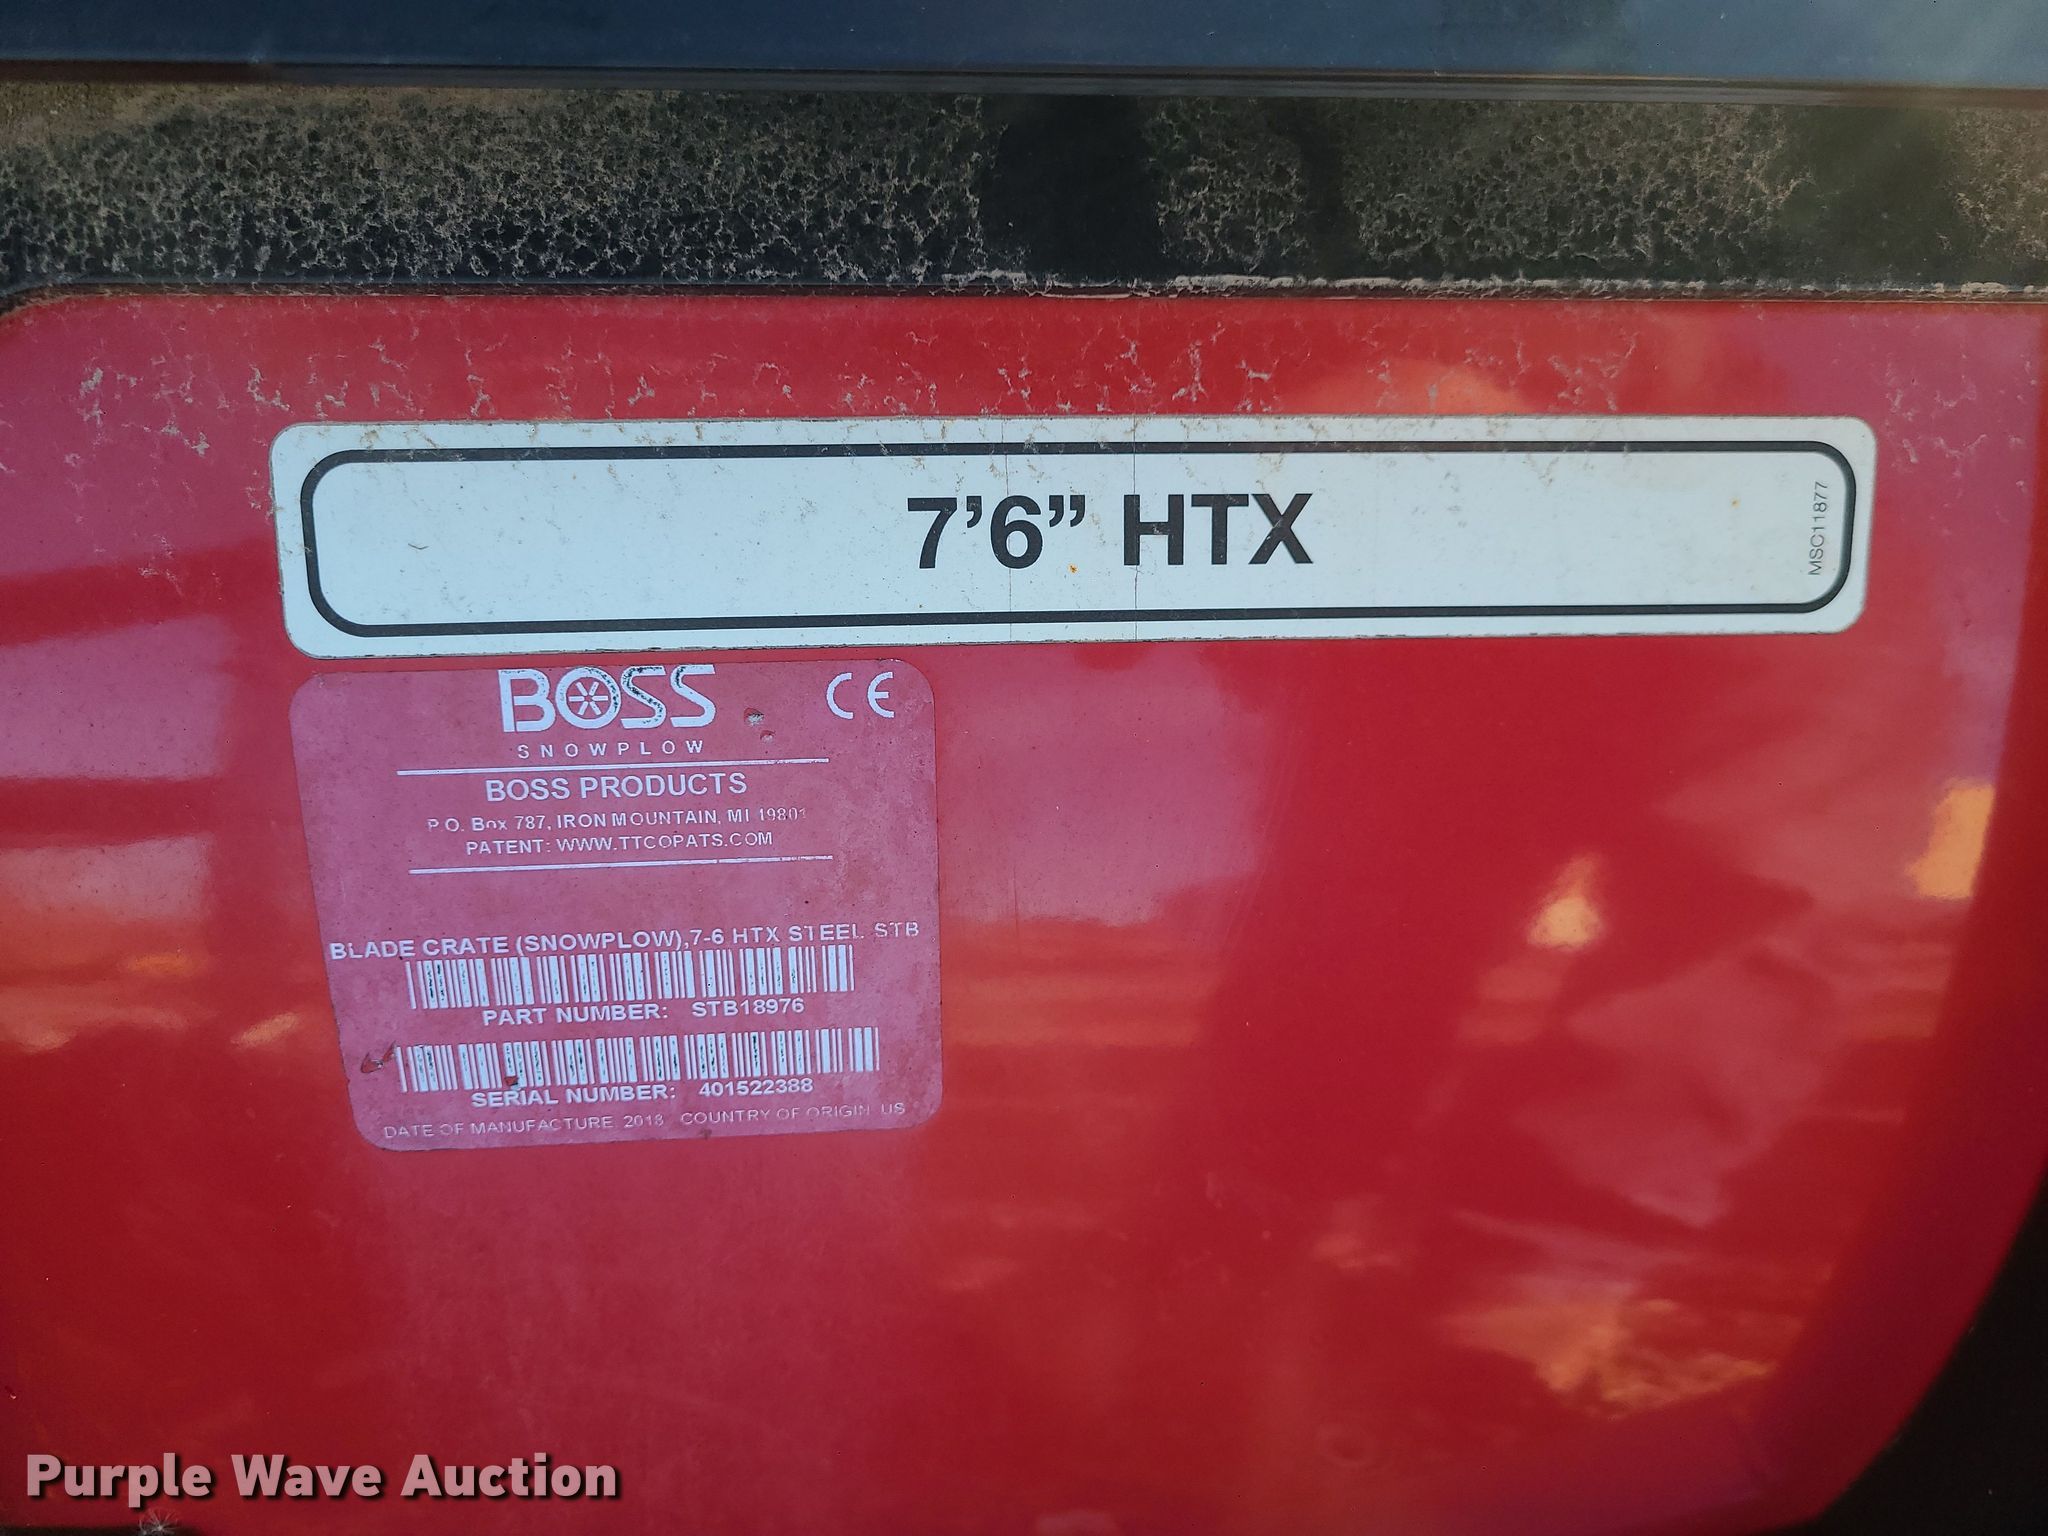 7’6” HTX
MSC11877
BOSS
SNOWPLOW
CE
BOSS PRODUCTS
P.O. Box 787, IRON MOUNTAIN, MI 19801
PATENT: WWW.TTCOPATS.COM
BLADE CRATE (SNOWPLOW),7-6 HTX STEEL STB
PART NUMBER: STB18976
SERIAL NUMBER: 401522388
DATE OF MANUFACTURE 2018 COUNTRY OF ORIGIN US
Purple Wave Auction